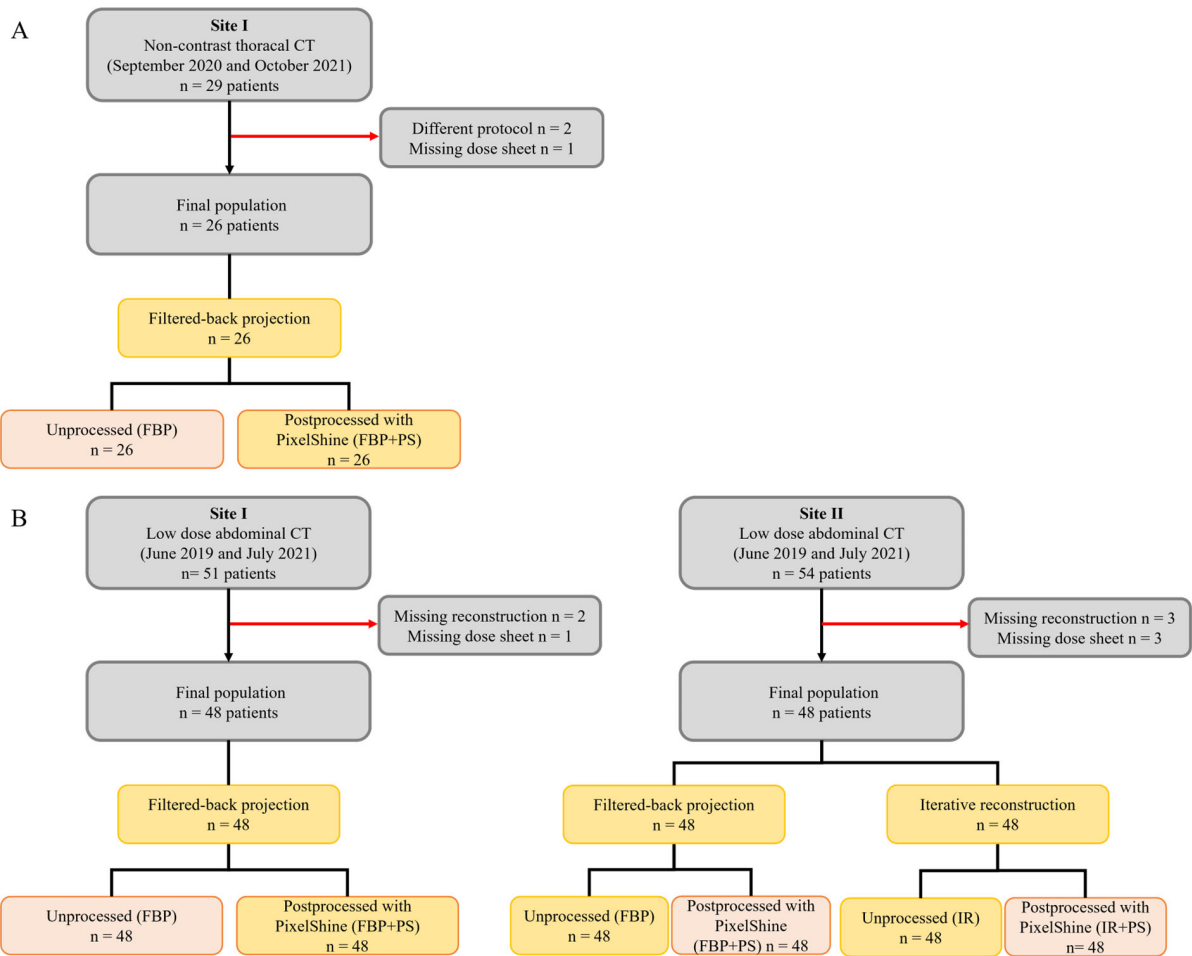 A
Site I
Non-contrast thoracal CT
(September 2020 and October 2021)
n = 29 patients
Different protocol n = 2
Missing dose sheet n = 1
Final population
n = 26 patients
Filtered-back projection
n = 26
Unprocessed (FBP)
n = 26
Postprocessed with
PixelShine (FBP+PS)
n = 26
B
Site I
Low dose abdominal CT
(June 2019 and July 2021)
n= 51 patients
Missing reconstruction n = 2
Missing dose sheet n = 1
Final population
n = 48 patients
Filtered-back projection
n = 48
Unprocessed (FBP)
n = 48
Postprocessed with
PixelShine (FBP+PS)
n = 48
Site II
Low dose abdominal CT
(June 2019 and July 2021)
n = 54 patients
Missing reconstruction n = 3
Missing dose sheet n = 3
Final population
n = 48 patients
Filtered-back projection
n = 48
Iterative reconstruction
n = 48
Unprocessed (FBP)
n = 48
Postprocessed with
PixelShine
(FBP+PS) n = 48
Unprocessed (IR)
n = 48
Postprocessed with
PixelShine (IR+PS)
n= 48